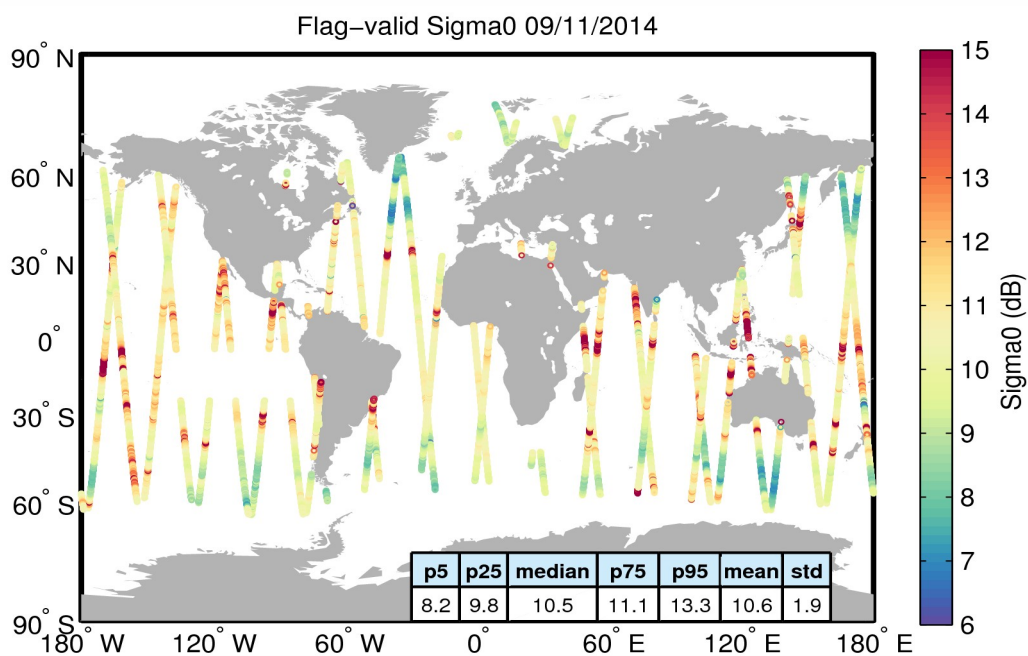 Flag−valid Sigma0 09/11/2014
90° N
60° N
30° N
0°
30° S
60° S
90° S
180° W
120° W
60° W
0°
60° E
120° E
180° E
15
14
13
12
11
10
9
8
7
6
Sigma0 (dB)
p5 p25 median p75 p95 mean std
8.2 9.8 10.5 11.1 13.3 10.6 1.9